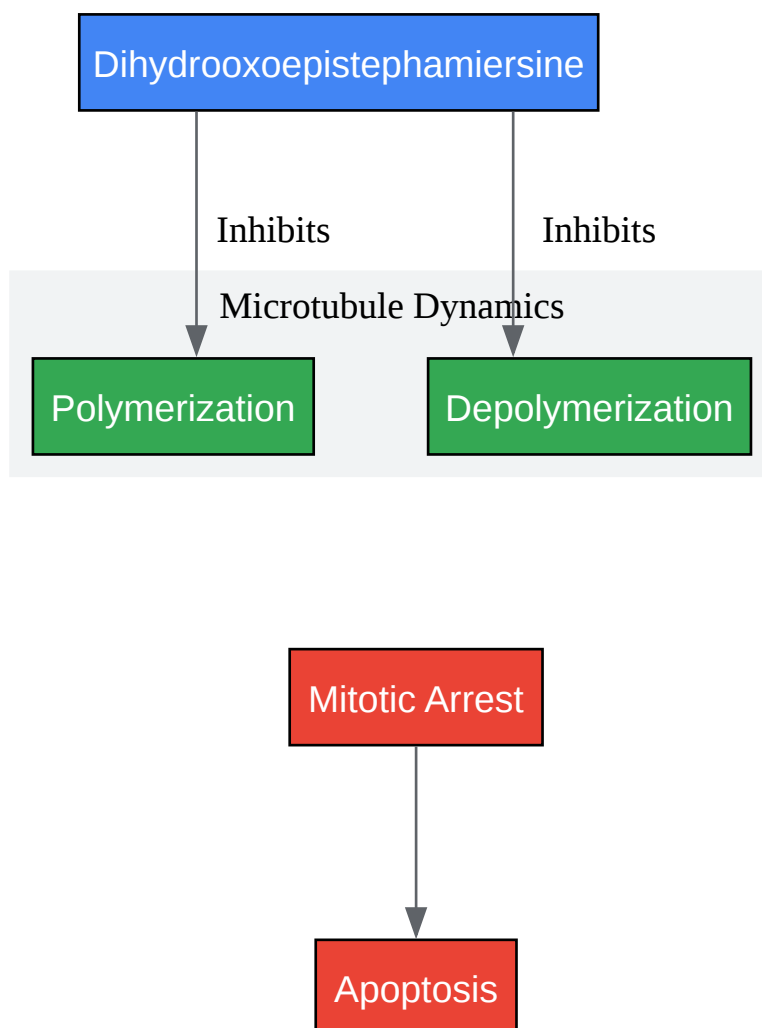 Dihydrooxoepistephamiersine
Inhibits
Inhibits
Microtubule Dynamics
Polymerization
Depolymerization
Mitotic Arrest
Apoptosis